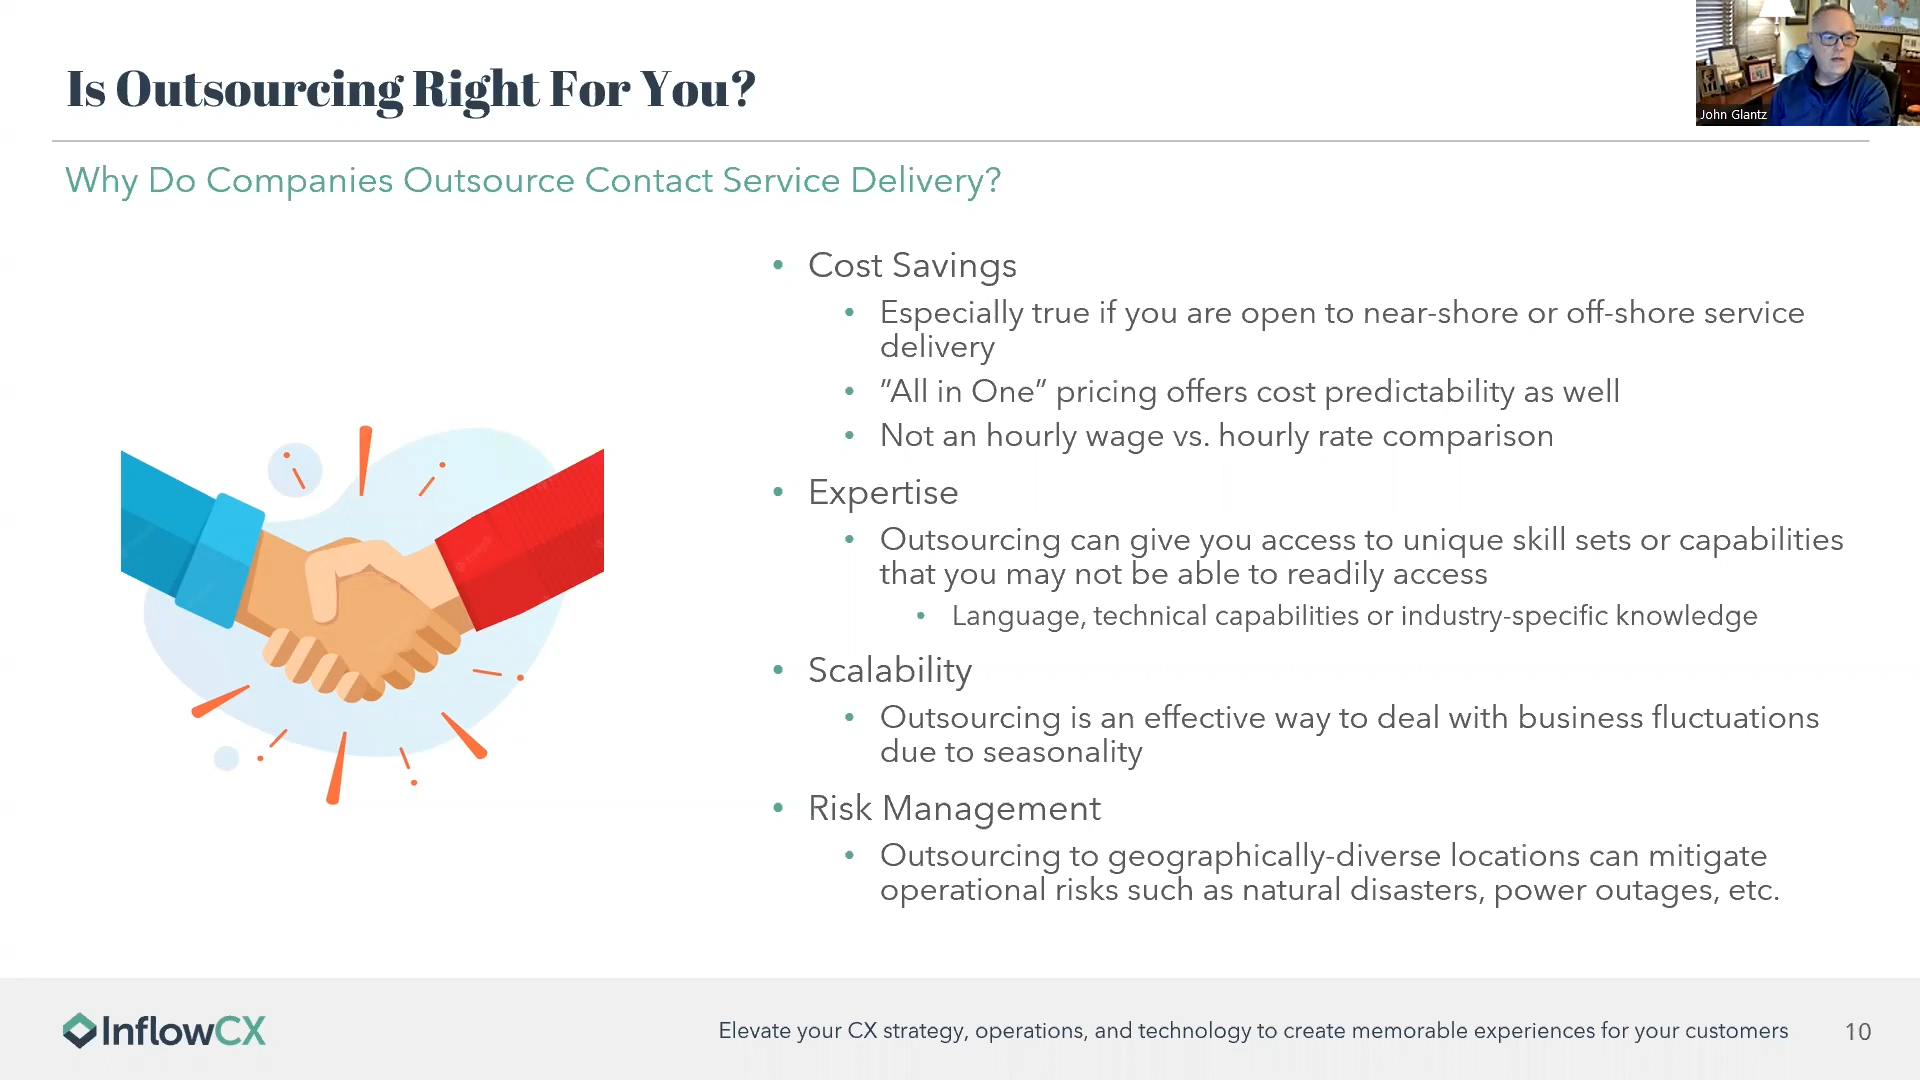 Is Outsourcing Right For You?
John Glantz
Why Do Companies Outsource Contact Service Delivery?
• Cost Savings
• Especially true if you are open to near-shore or off-shore service
delivery
• “All in One” pricing offers cost predictability as well
• Not an hourly wage vs. hourly rate comparison
• Expertise
• Outsourcing can give you access to unique skill sets or capabilities
that you may not be able to readily access
• Language, technical capabilities or industry-specific knowledge
• Scalability
• Outsourcing is an effective way to deal with business fluctuations
due to seasonality
• Risk Management
• Outsourcing to geographically-diverse locations can mitigate
operational risks such as natural disasters, power outages, etc.
InflowCX
Elevate your CX strategy, operations, and technology to create memorable experiences for your customers
10